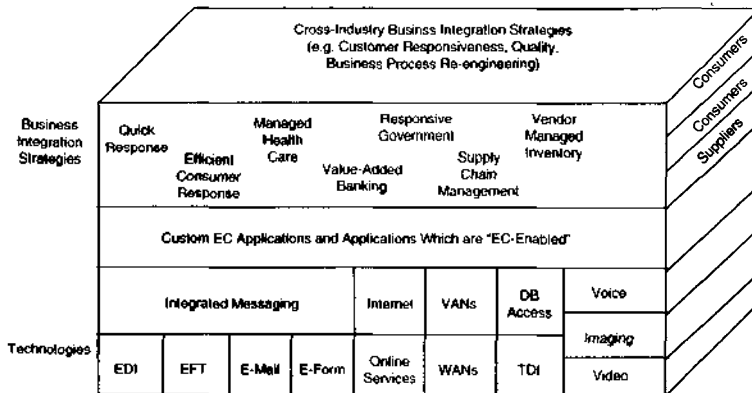 Cross-Industry Businss Integration Strategies
(e.g. Customer Responsiveness, Quality,
Business Process Re-engineering)
Consumers
Consumers
Suppliers
Business
Integration
Strategies
Quick
Response
Efficient
Consumer
Response
Managed
Health
Care
Value-Added
Banking
Responsive
Government
Supply
Chain
Management
Vendor
Managed
Inventory
Custom EC Applications and Applications Which are "EC-Enabled"
Technologies
Integrated Messaging
Internet
VANs
DB
Access
Voice
Imaging
Video
EDI
EFT
E-Mail
E-Form
Online
Services
WANs
TDI